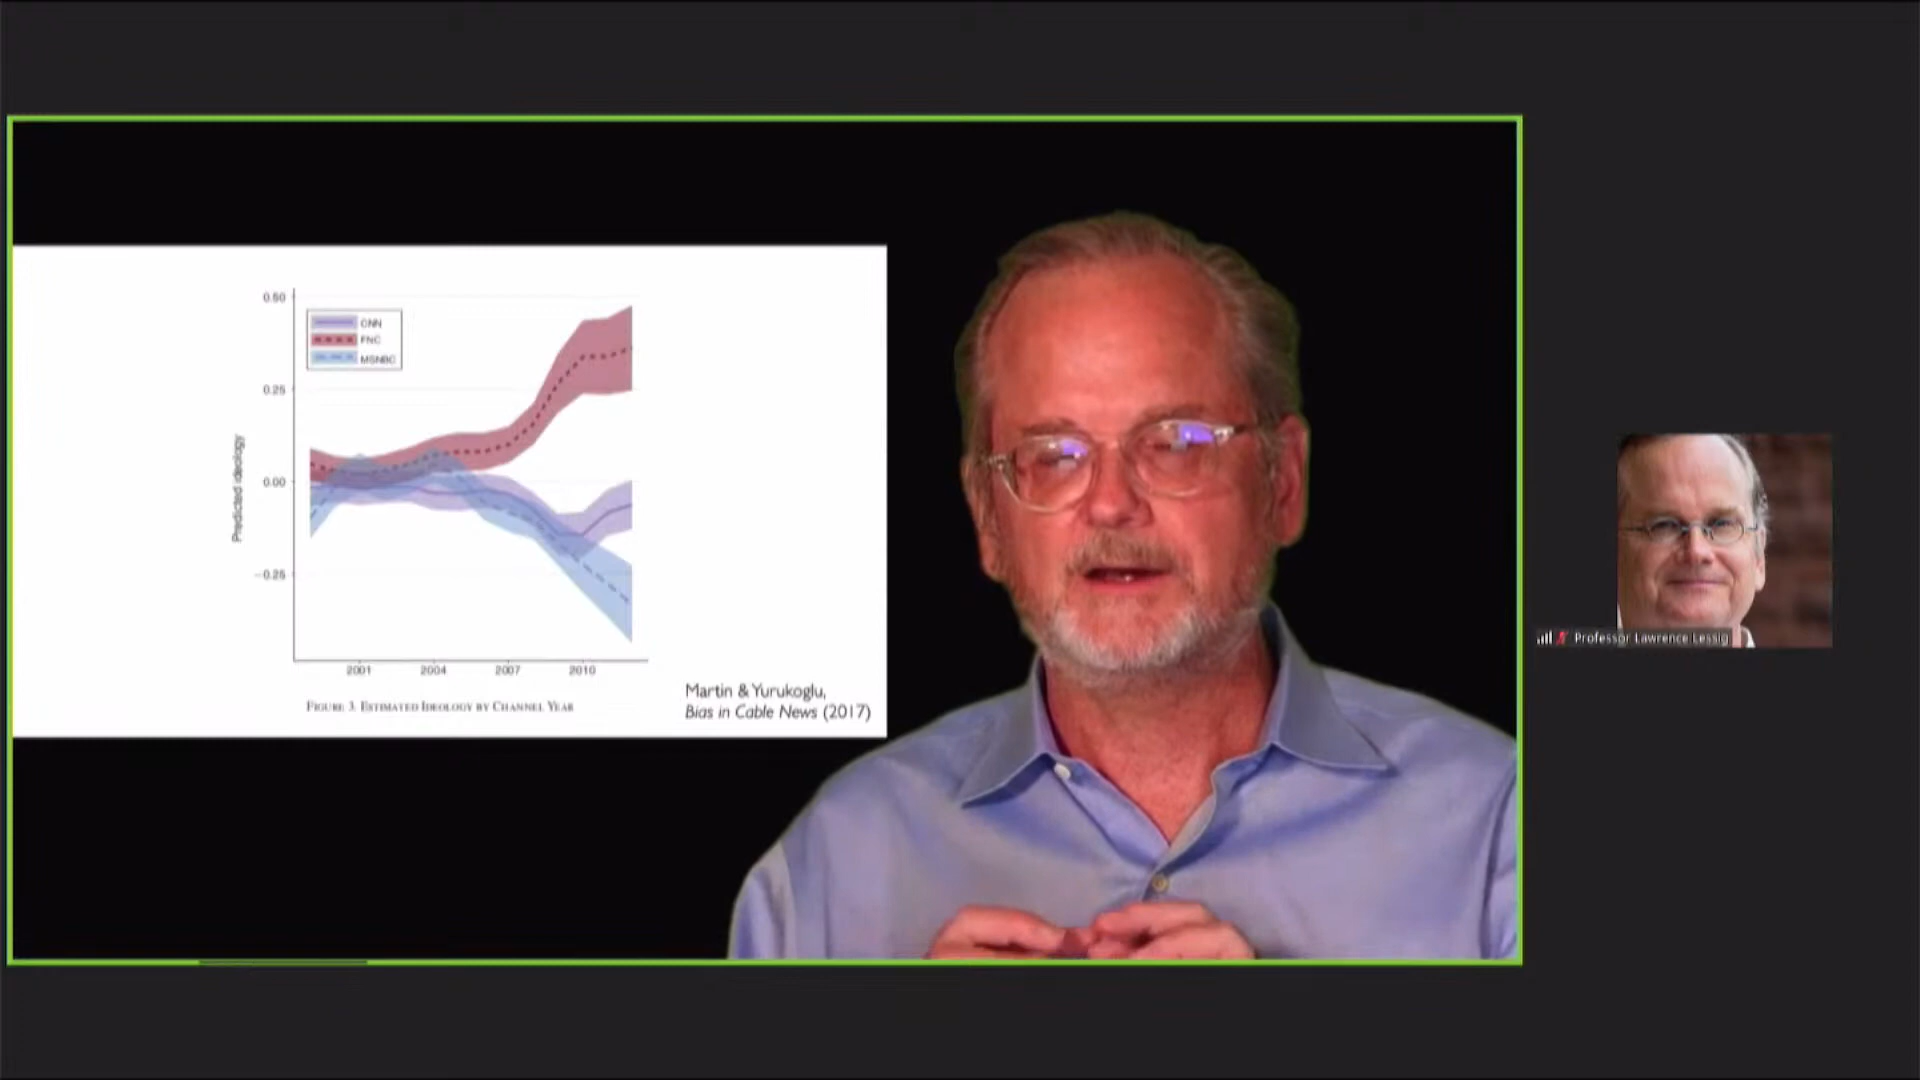 0.50
CNN
FNC
MSNBC
0.25
0.00
−0.25
Predicted ideology
2001 2004 2007 2010
FIGURE 3. ESTIMATED IDEOLOGY BY CHANNEL YEAR
Martin & Yurukoglu,
Bias in Cable News (2017)
Professor Lawrence Lessig